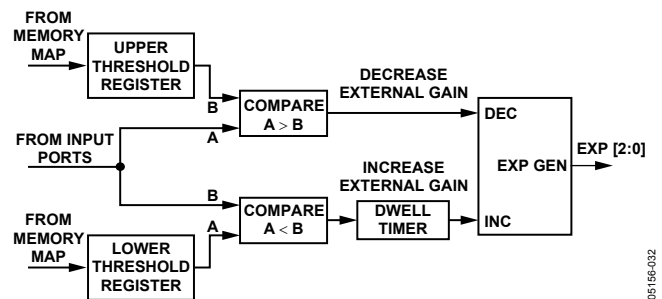 FROM
MEMORY
MAP
UPPER
THRESHOLD
REGISTER
B
COMPARE
A > B
A
DECREASE
EXTERNAL GAIN
DEC
FROM INPUT
PORTS
EXP GEN
EXP [2:0]
INCREASE
EXTERNAL GAIN
B
COMPARE
A < B
A
DWELL
TIMER
INC
FROM
MEMORY
MAP
LOWER
THRESHOLD
REGISTER
05156-032